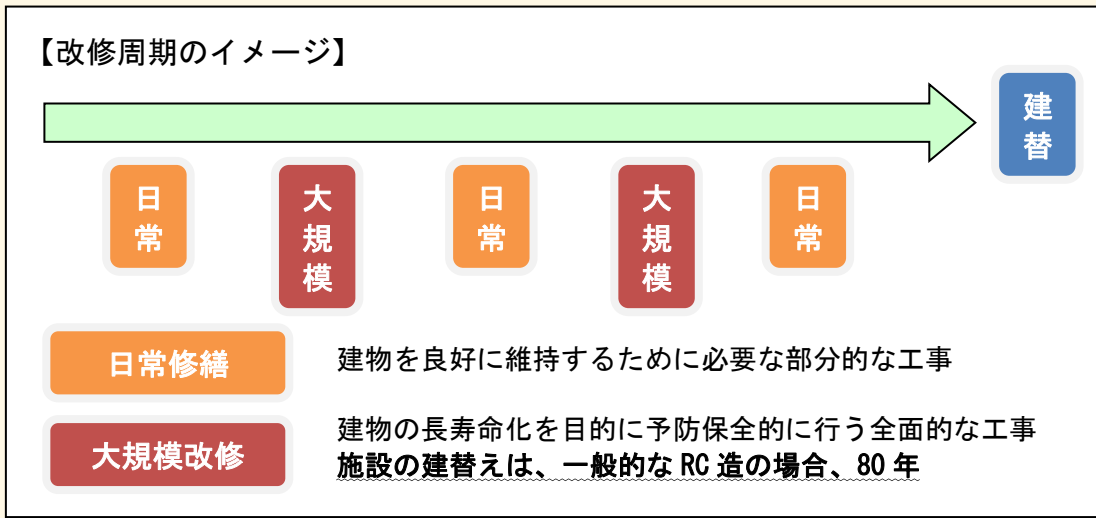 【改修周期のイメージ】
建替
日常
大規模
日常
大規模
日常
日常修繕
建物を良好に維持するために必要な部分的な工事
大規模改修
建物の長寿命化を目的に予防保全的に行う全面的な工事
施設の建替えは、一般的な RC 造の場合、80 年